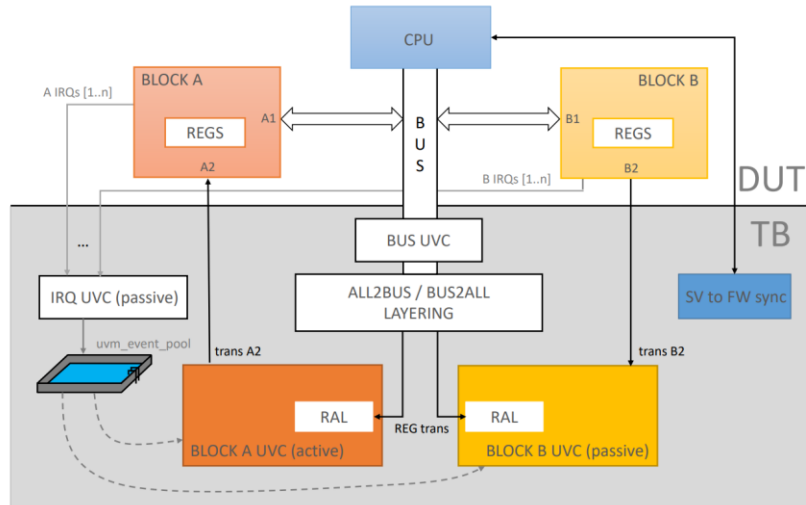 CPU
BLOCK A
BLOCK B
A IRQs [1..n]
A1
B1
REGS
REGS
BUS
A2
B2
B IRQs [1..n]
DUT
TB
BUS UVC
...
IRQ UVC (passive)
ALL2BUS / BUS2ALL
LAYERING
SV to FW sync
uvm_event_pool
trans A2
trans B2
RAL
REG trans
RAL
BLOCK A UVC (active)
BLOCK B UVC (passive)